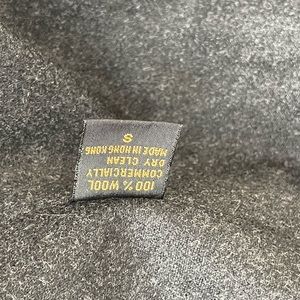 100% WOOL
COMMERCIALLY
DRY CLEAN
MADE IN HONG KONG
S